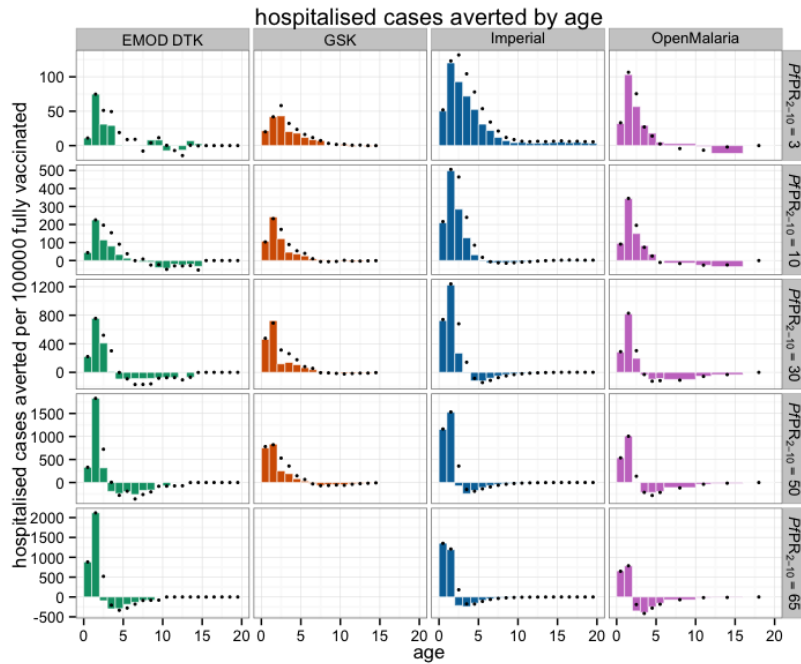 hospitalised cases averted by age
EMOD DTK GSK Imperial OpenMalaria
hospitalised cases averted per 100000 fully vaccinated
100
50
0
PfPR2-10 = 3
500
400
300
200
100
0
PfPR2-10 = 10
1200
800
400
0
PfPR2-10 = 30
1500
1000
500
0
PfPR2-10 = 50
2000
1500
1000
500
0
-500
PfPR2-10 = 65
0 5 10 15 20 0 5 10 15 20 0 5 10 15 20 0 5 10 15 20
age